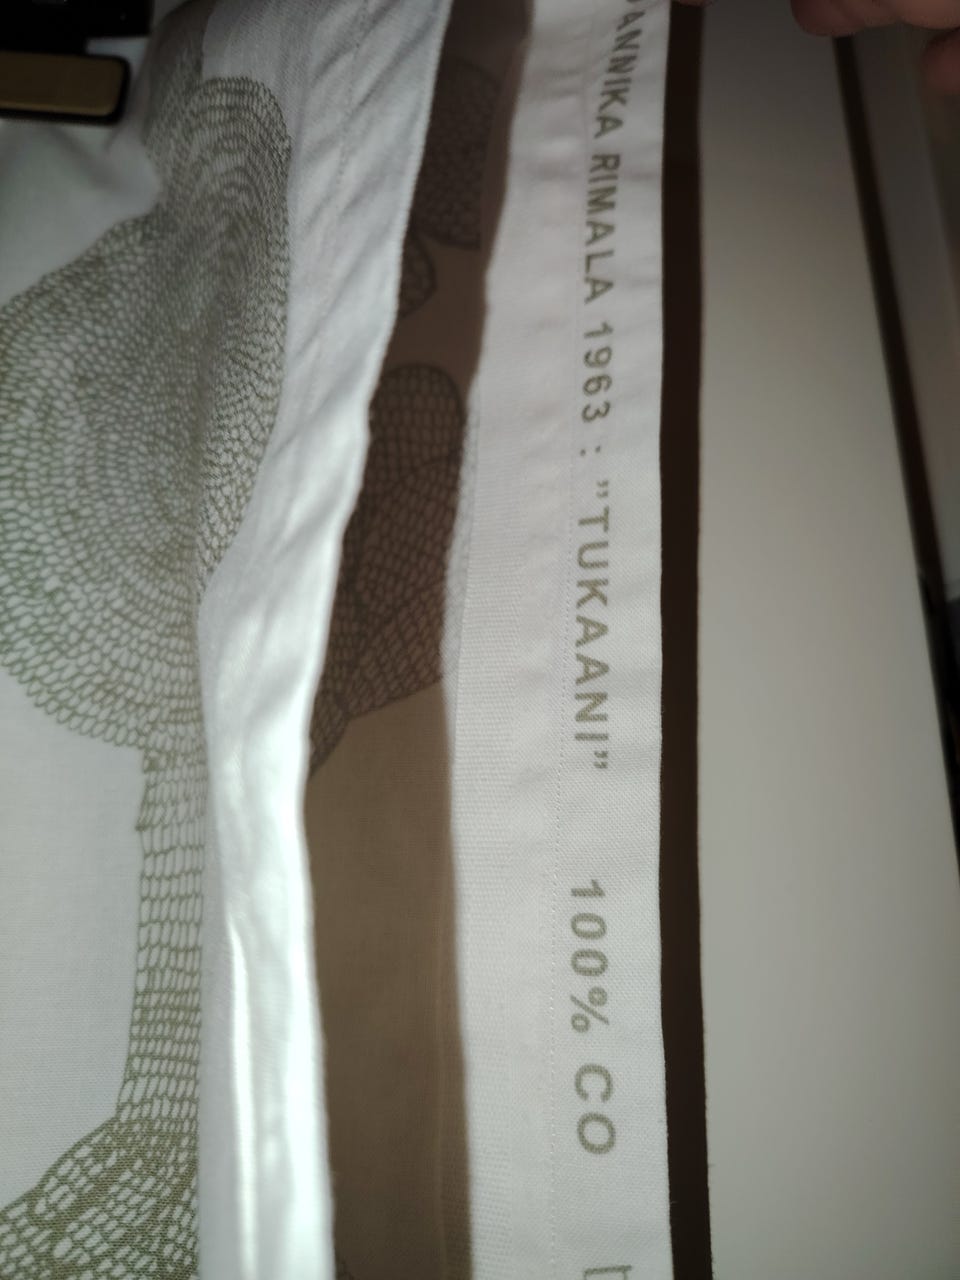 ANNIKA RIMALA 1963 : ”TUKAANI” 100% CO